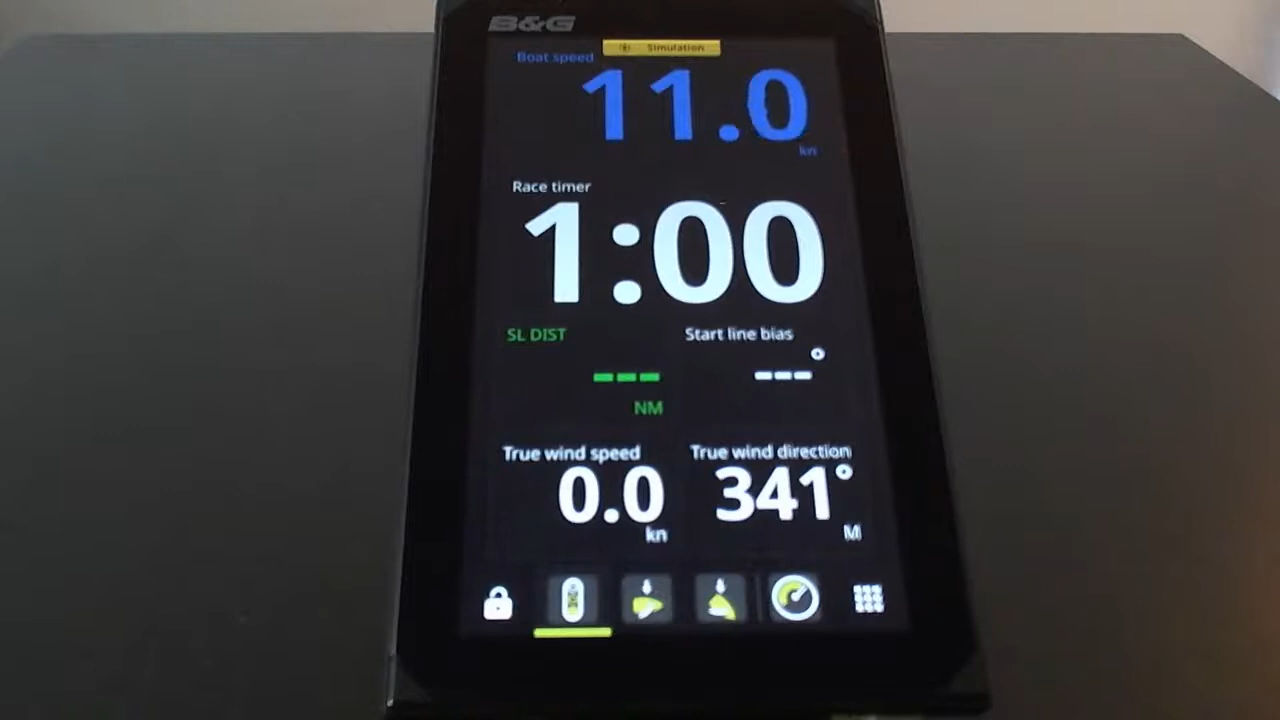 B&G
Simulation
Boat speed
11.0
kn
Race timer
1:00
SL DIST
---
NM
Start line bias
°
---
True wind speed
0.0
kn
True wind direction
341°
M